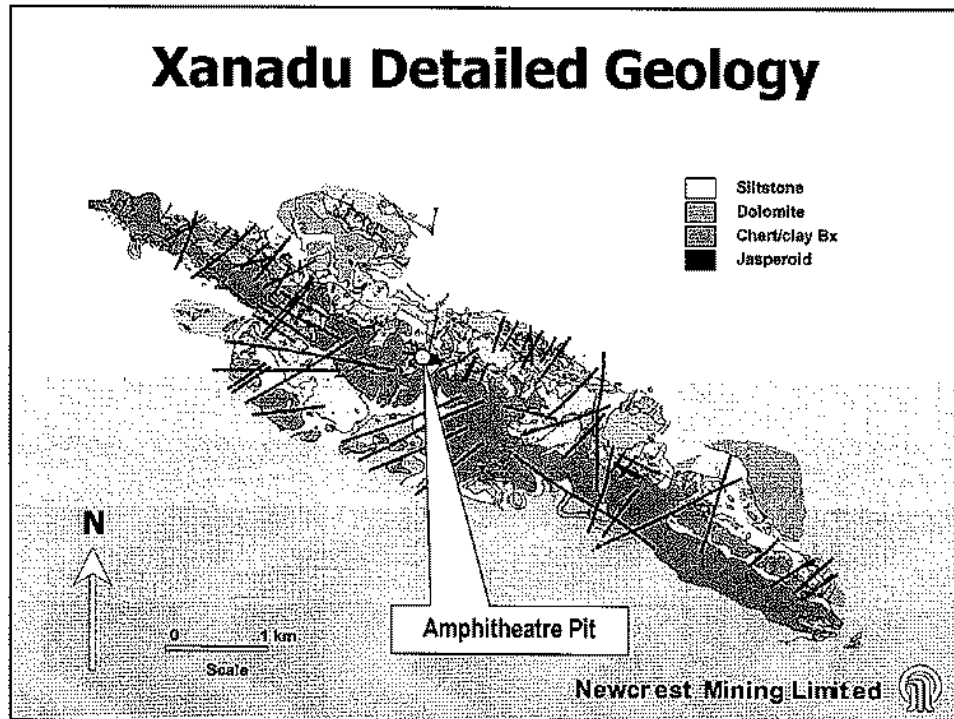 Xanadu Detailed Geology
Siltstone
Dolomite
Chert/clay Bx
Jasperoid
N
0 1 km
Scale
Amphitheatre Pit
Newcrest Mining Limited